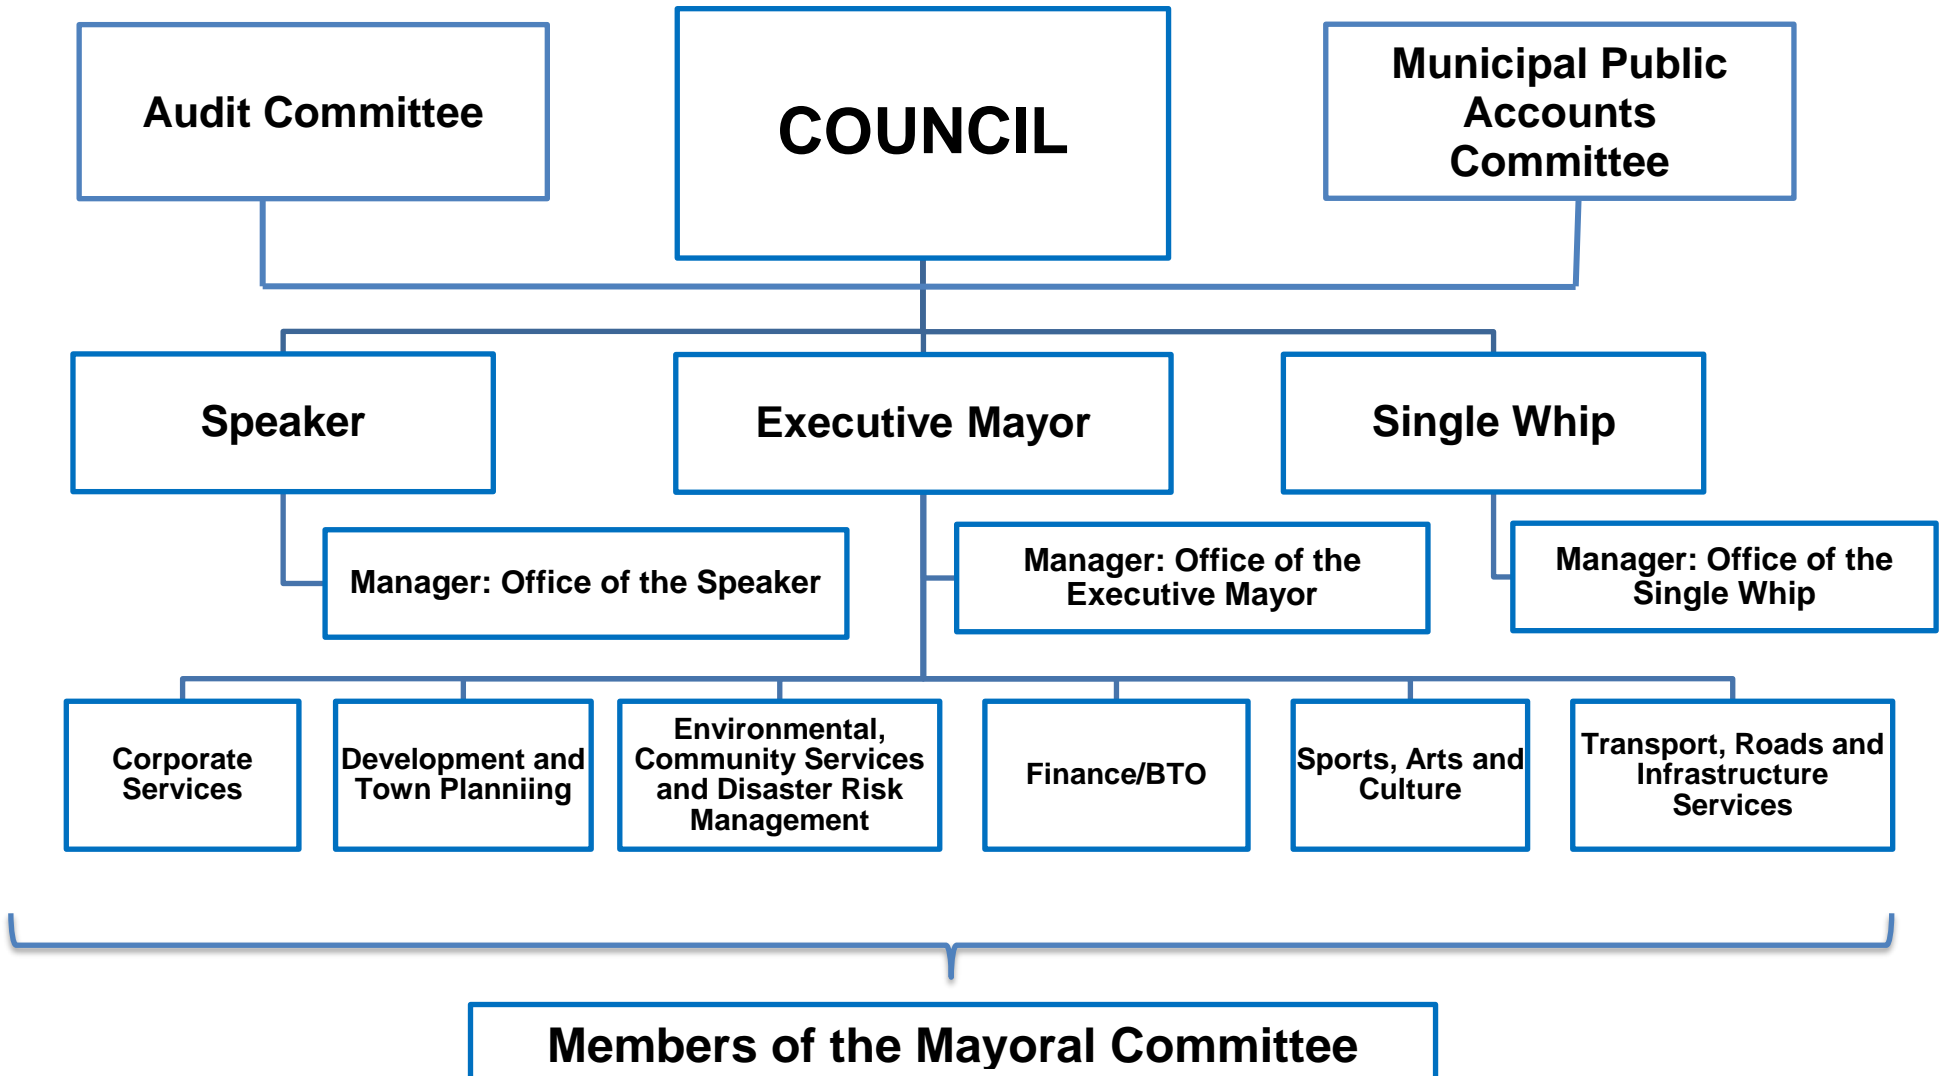 Audit Committee
COUNCIL
Municipal Public
Accounts
Committee
Speaker
Executive Mayor
Single Whip
Manager: Office of the Speaker
Manager: Office of the
Executive Mayor
Manager: Office of the
Single Whip
Corporate
Services
Development and
Town Planniing
Environmental,
Community Services
and Disaster Risk
Management
Finance/BTO
Sports, Arts and
Culture
Transport, Roads and
Infrastructure
Services
Members of the Mayoral Committee